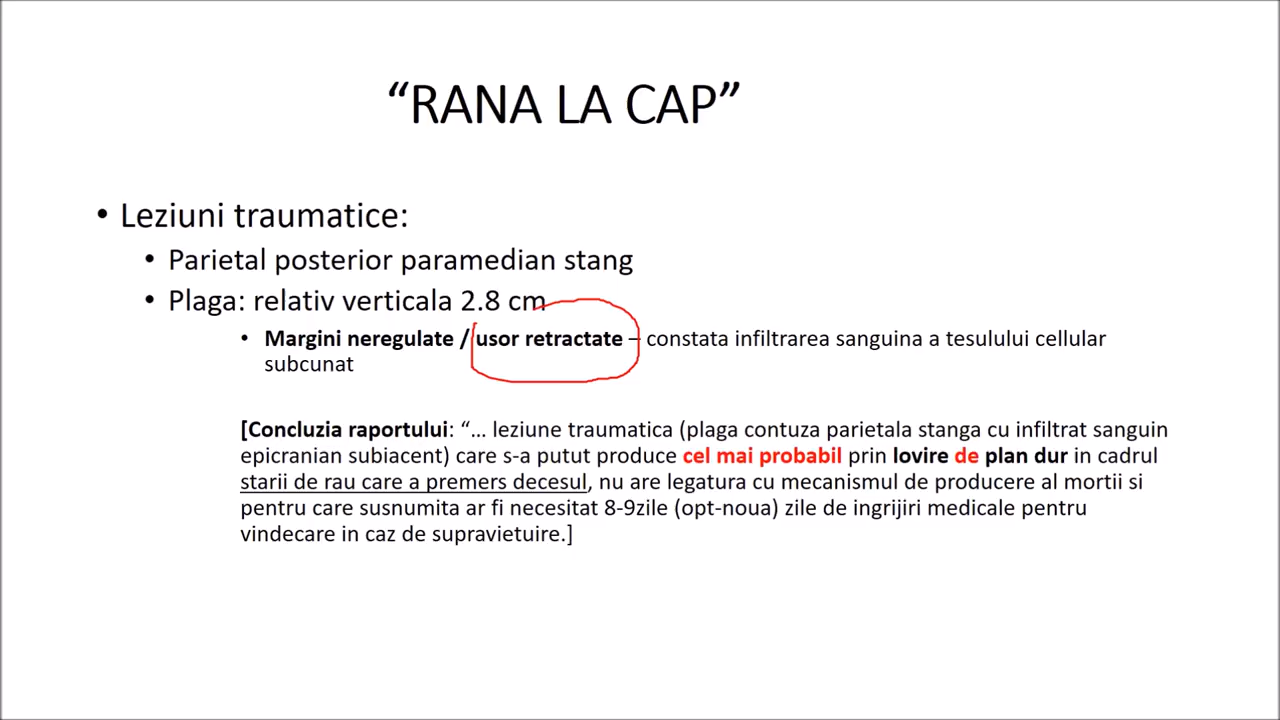 “RANA LA CAP”
• Leziuni traumatice:
• Parietal posterior paramedian stang
• Plaga: relativ verticala 2.8 cm
• Margini neregulate / usor retractate – constata infiltrarea sanguina a tesulului cellular
subcunat
[Concluzia raportului: “... leziune traumatica (plaga contuza parietala stanga cu infiltrat sanguin
epicranian subiacent) care s-a putut produce cel mai probabil prin lovire de plan dur in cadrul
starii de rau care a premers decesul, nu are legatura cu mecanismul de producere al mortii si
pentru care susnumita ar fi necesitat 8-9zile (opt-noua) zile de ingrijiri medicale pentru
vindecare in caz de supravietuire.]